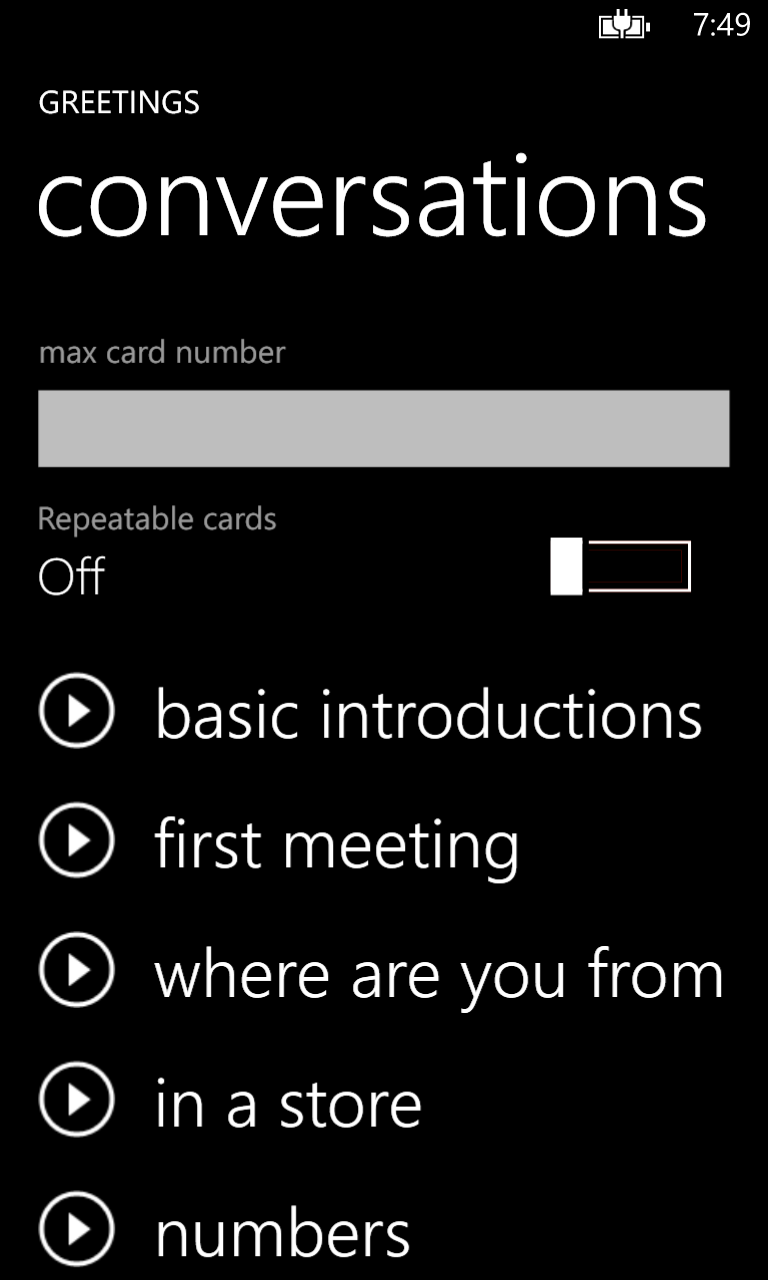 7:49
GREETINGS
conversations
max card number
Repeatable cards
Off
basic introductions
first meeting
where are you from
in a store
numbers